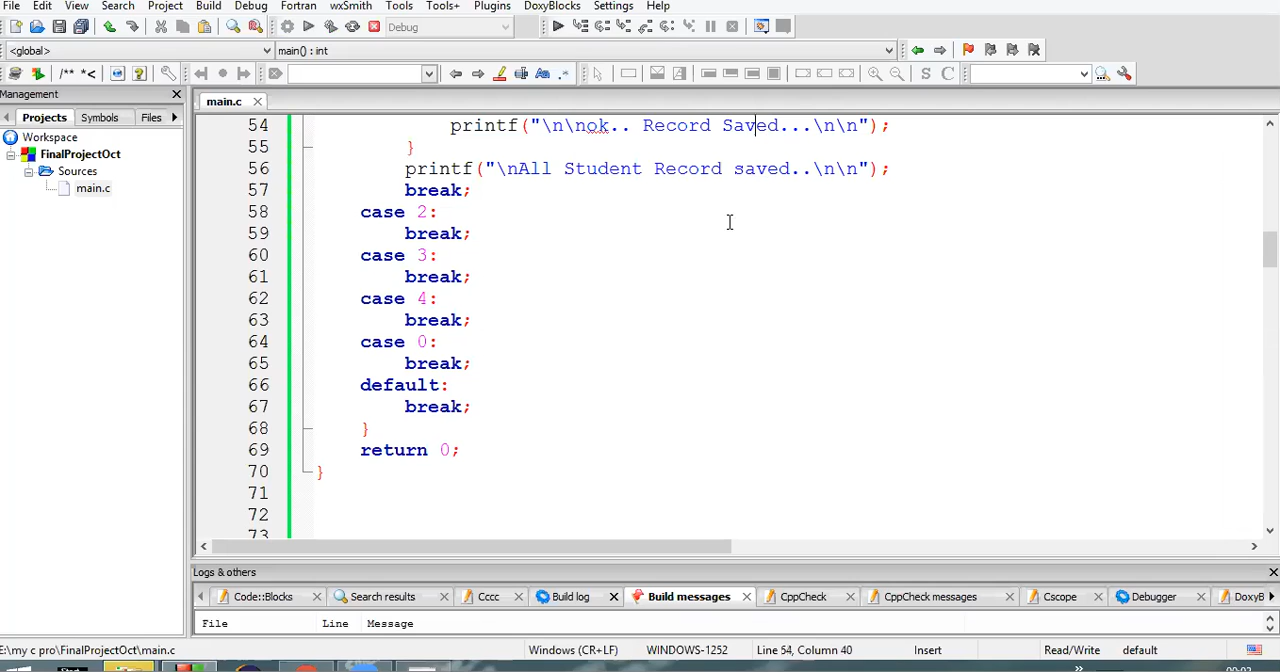 File Edit View Search Project Build Debug Fortran wxSmith Tools Tools+ Plugins DoxyBlocks Settings Help
Debug
<global> main() : int
/** *<
S C
Management
Projects Symbols Files
main.c
Workspace
FinalProjectOct
Sources
main.c
54 printf("\n\nok.. Record Saved...\n\n");
55 }
56 printf("\nAll Student Record saved..\n\n");
57 break;
58 case 2:
59 break;
60 case 3:
61 break;
62 case 4:
63 break;
64 case 0:
65 break;
66 default:
67 break;
68 }
69 return 0;
70 }
71
72
73
Logs & others
Code::Blocks Search results Cccc Build log Build messages CppCheck CppCheck messages Cscope Debugger DoxyB
File Line Message
E:\my c pro\FinalProjectOct\main.c Windows (CR+LF) WINDOWS-1252 Line 54, Column 40 Insert Read/Write default